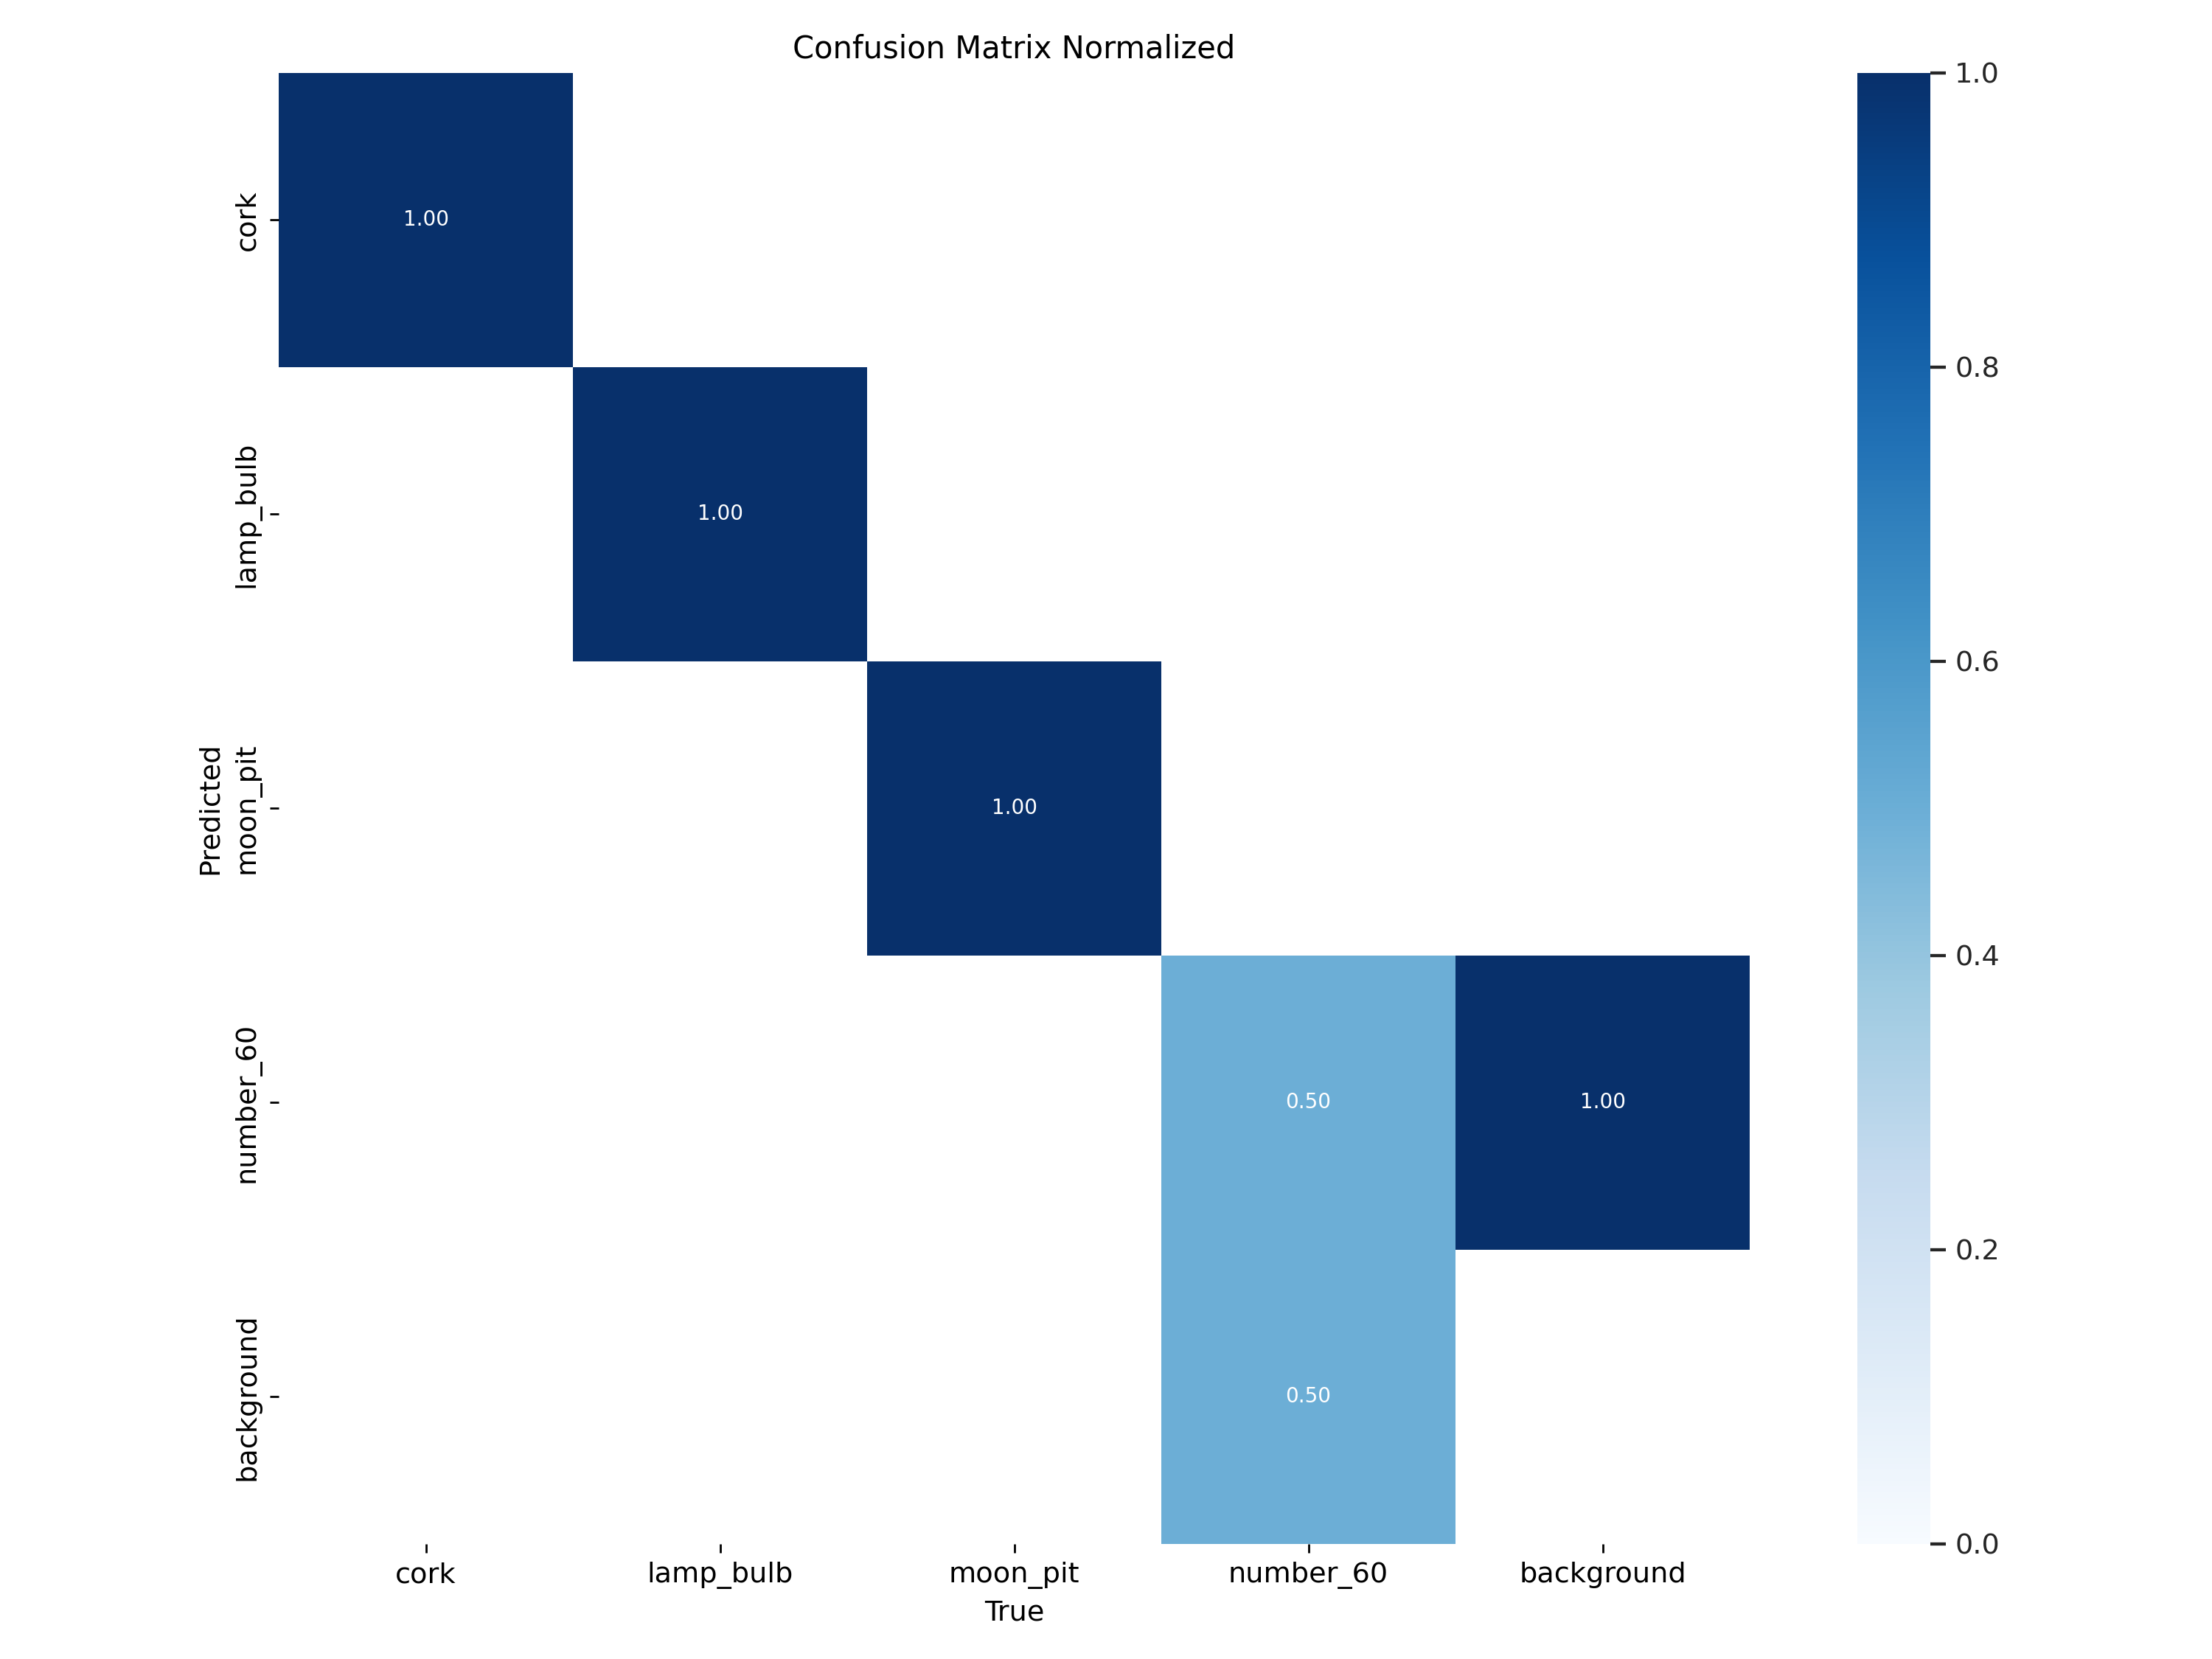 Confusion Matrix Normalized
1.0
cork
1.00
0.8
lamp_bulb
1.00
0.6
Predicted
moon_pit
1.00
0.4
number_60
0.50
1.00
0.2
background
0.50
0.0
cork lamp_bulb moon_pit number_60 background
True